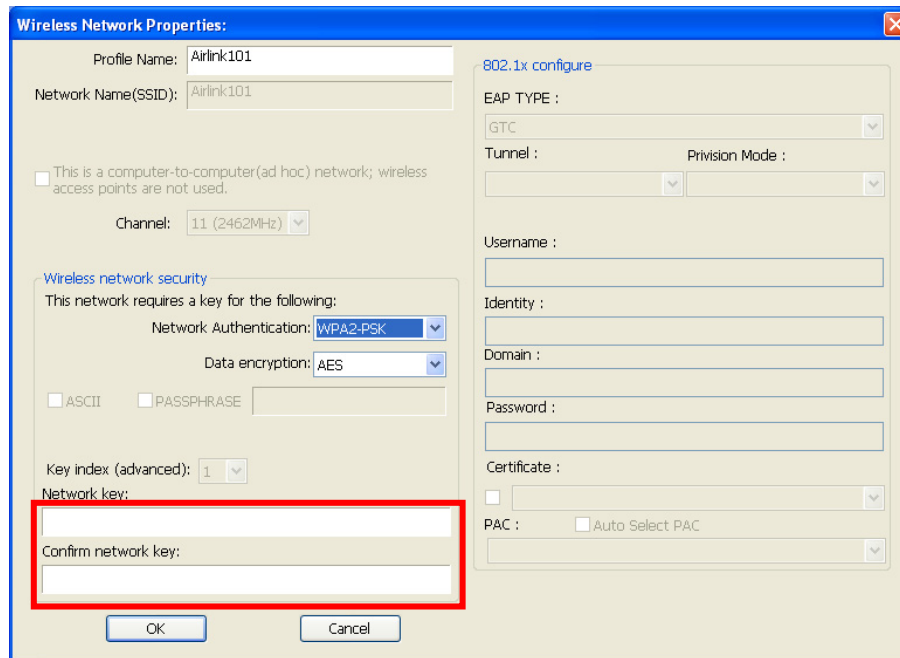 Wireless Network Properties:
Profile Name: Airlink101
Network Name(SSID): Airlink101
This is a computer-to-computer(ad hoc) network; wireless
access points are not used.
Channel: 11 (2462MHz)
Wireless network security
This network requires a key for the following:
Network Authentication: WPA2-PSK
Data encryption: AES
ASCII PASSPHRASE
Key index (advanced): 1
Network key:
Confirm network key:
OK Cancel
802.1x configure
EAP TYPE :
GTC
Tunnel : Privision Mode :
Username :
Identity :
Domain :
Password :
Certificate :
PAC : Auto Select PAC